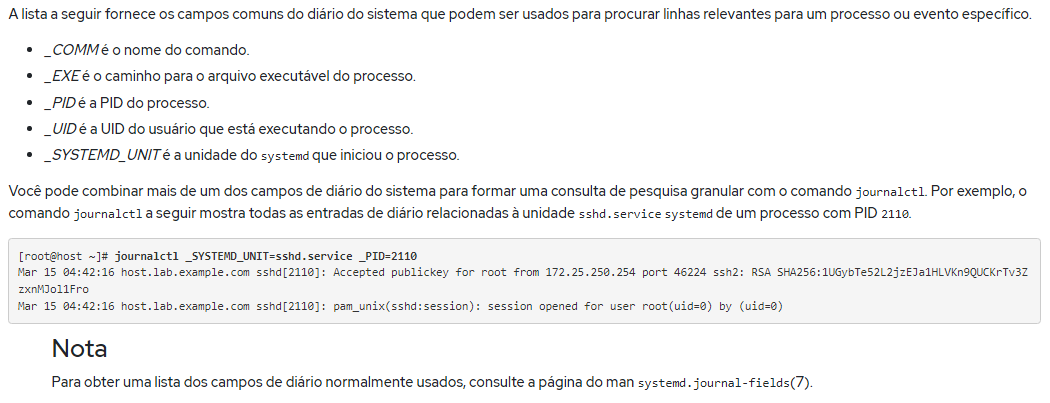 A lista a seguir fornece os campos comuns do diário do sistema que podem ser usados para procurar linhas relevantes para um processo ou evento específico.
• _COMM é o nome do comando.
• _EXE é o caminho para o arquivo executável do processo.
• _PID é a PID do processo.
• _UID é a UID do usuário que está executando o processo.
• _SYSTEMD_UNIT é a unidade do systemd que iniciou o processo.
Você pode combinar mais de um dos campos de diário do sistema para formar uma consulta de pesquisa granular com o comando journalctl. Por exemplo, o
comando journalctl a seguir mostra todas as entradas de diário relacionadas à unidade sshd.service systemd de um processo com PID 2110.
[root@host ~]# journalctl _SYSTEMD_UNIT=sshd.service _PID=2110
Mar 15 04:42:16 host.lab.example.com sshd[2110]: Accepted publickey for root from 172.25.250.254 port 46224 ssh2: RSA SHA256:1UGybTe52L2jzEJa1HLVKn9QUCKrTv3Z
zxnMJol1Fro
Mar 15 04:42:16 host.lab.example.com sshd[2110]: pam_unix(sshd:session): session opened for user root(uid=0) by (uid=0)
Nota
Para obter uma lista dos campos de diário normalmente usados, consulte a página do man systemd.journal-fields(7).